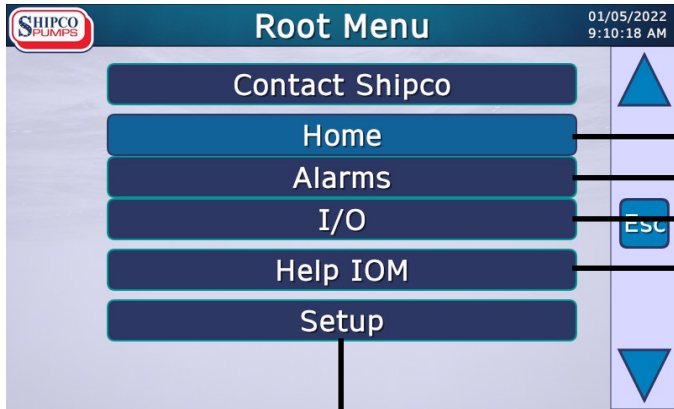 SHIPCO
PUMPS
Root Menu
01/05/2022
9:10:18 AM
Contact Shipco
Home
Alarms
I/O
Esc
Help IOM
Setup